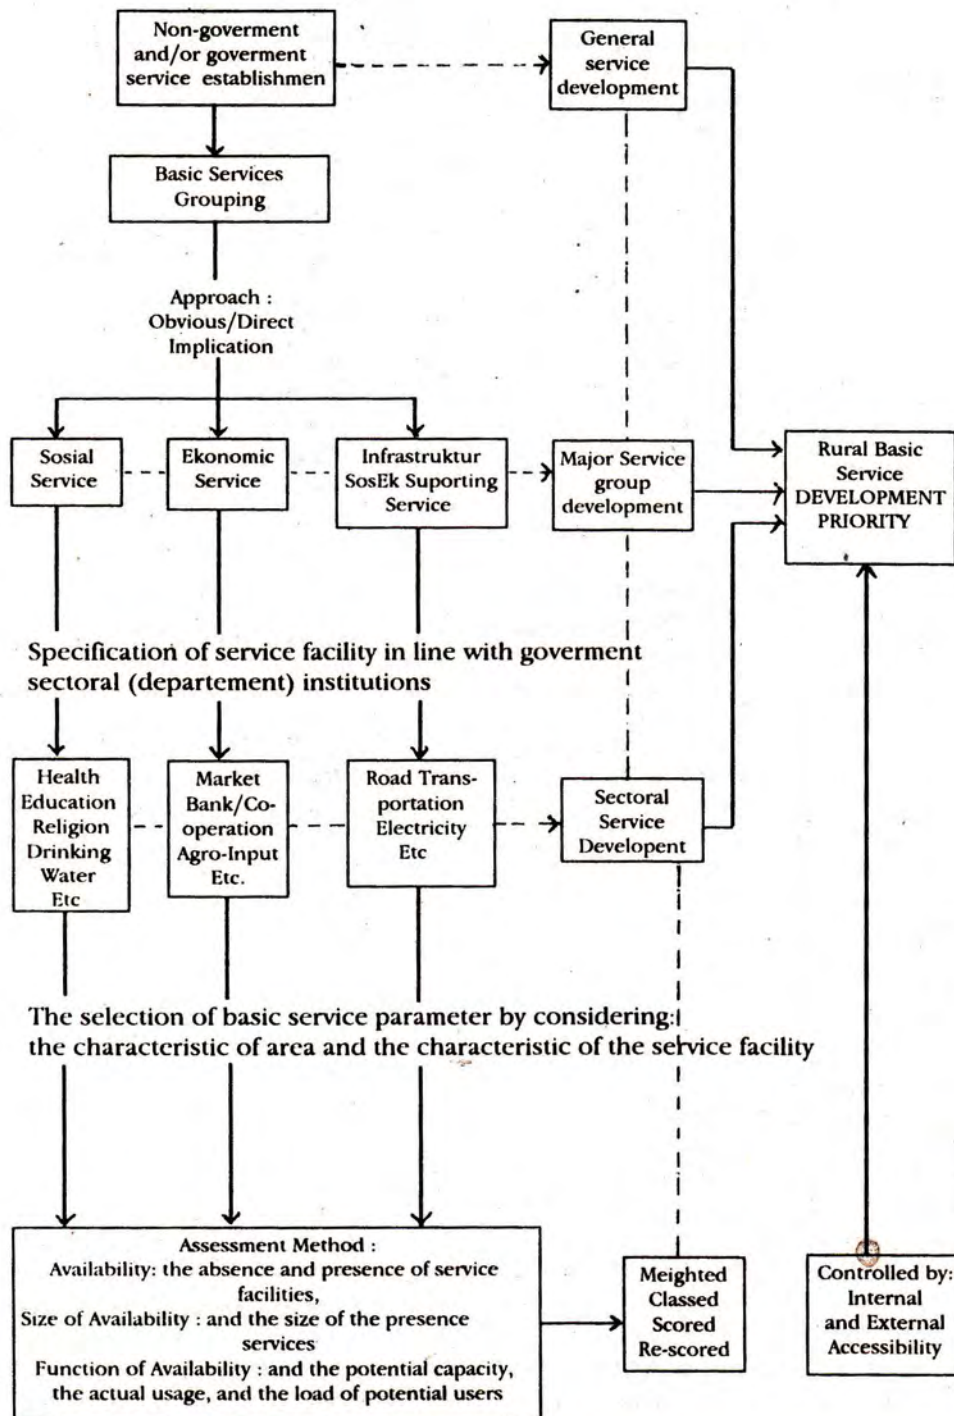 Non-goverment
and/or goverment
service establishmen
General
service
development
Basic Services
Grouping
Approach :
Obvious/Direct
Implication
Sosial
Service
Ekonomic
Service
Infrastruktur
SosEk Suporting
Service
Major Service
group
development
Rural Basic
Service
DEVELOPMENT
PRIORITY
Specification of service facility in line with goverment
sectoral (departement) institutions
Health
Education
Religion
Drinking
Water
Etc
Market
Bank/Co-
operation
Agro-Input
Etc.
Road Trans-
portation
Electricity
Etc
Sectoral
Service
Developent
The selection of basic service parameter by considering:
the characteristic of area and the characteristic of the service facility
Assessment Method :
Availability: the absence and presence of service
facilities,
Size of Availability : and the size of the presence
services
Function of Availability : and the potential capacity,
the actual usage, and the load of potential users
Meighted
Classed
Scored
Re-scored
Controlled by:
Internal
and External
Accessibility